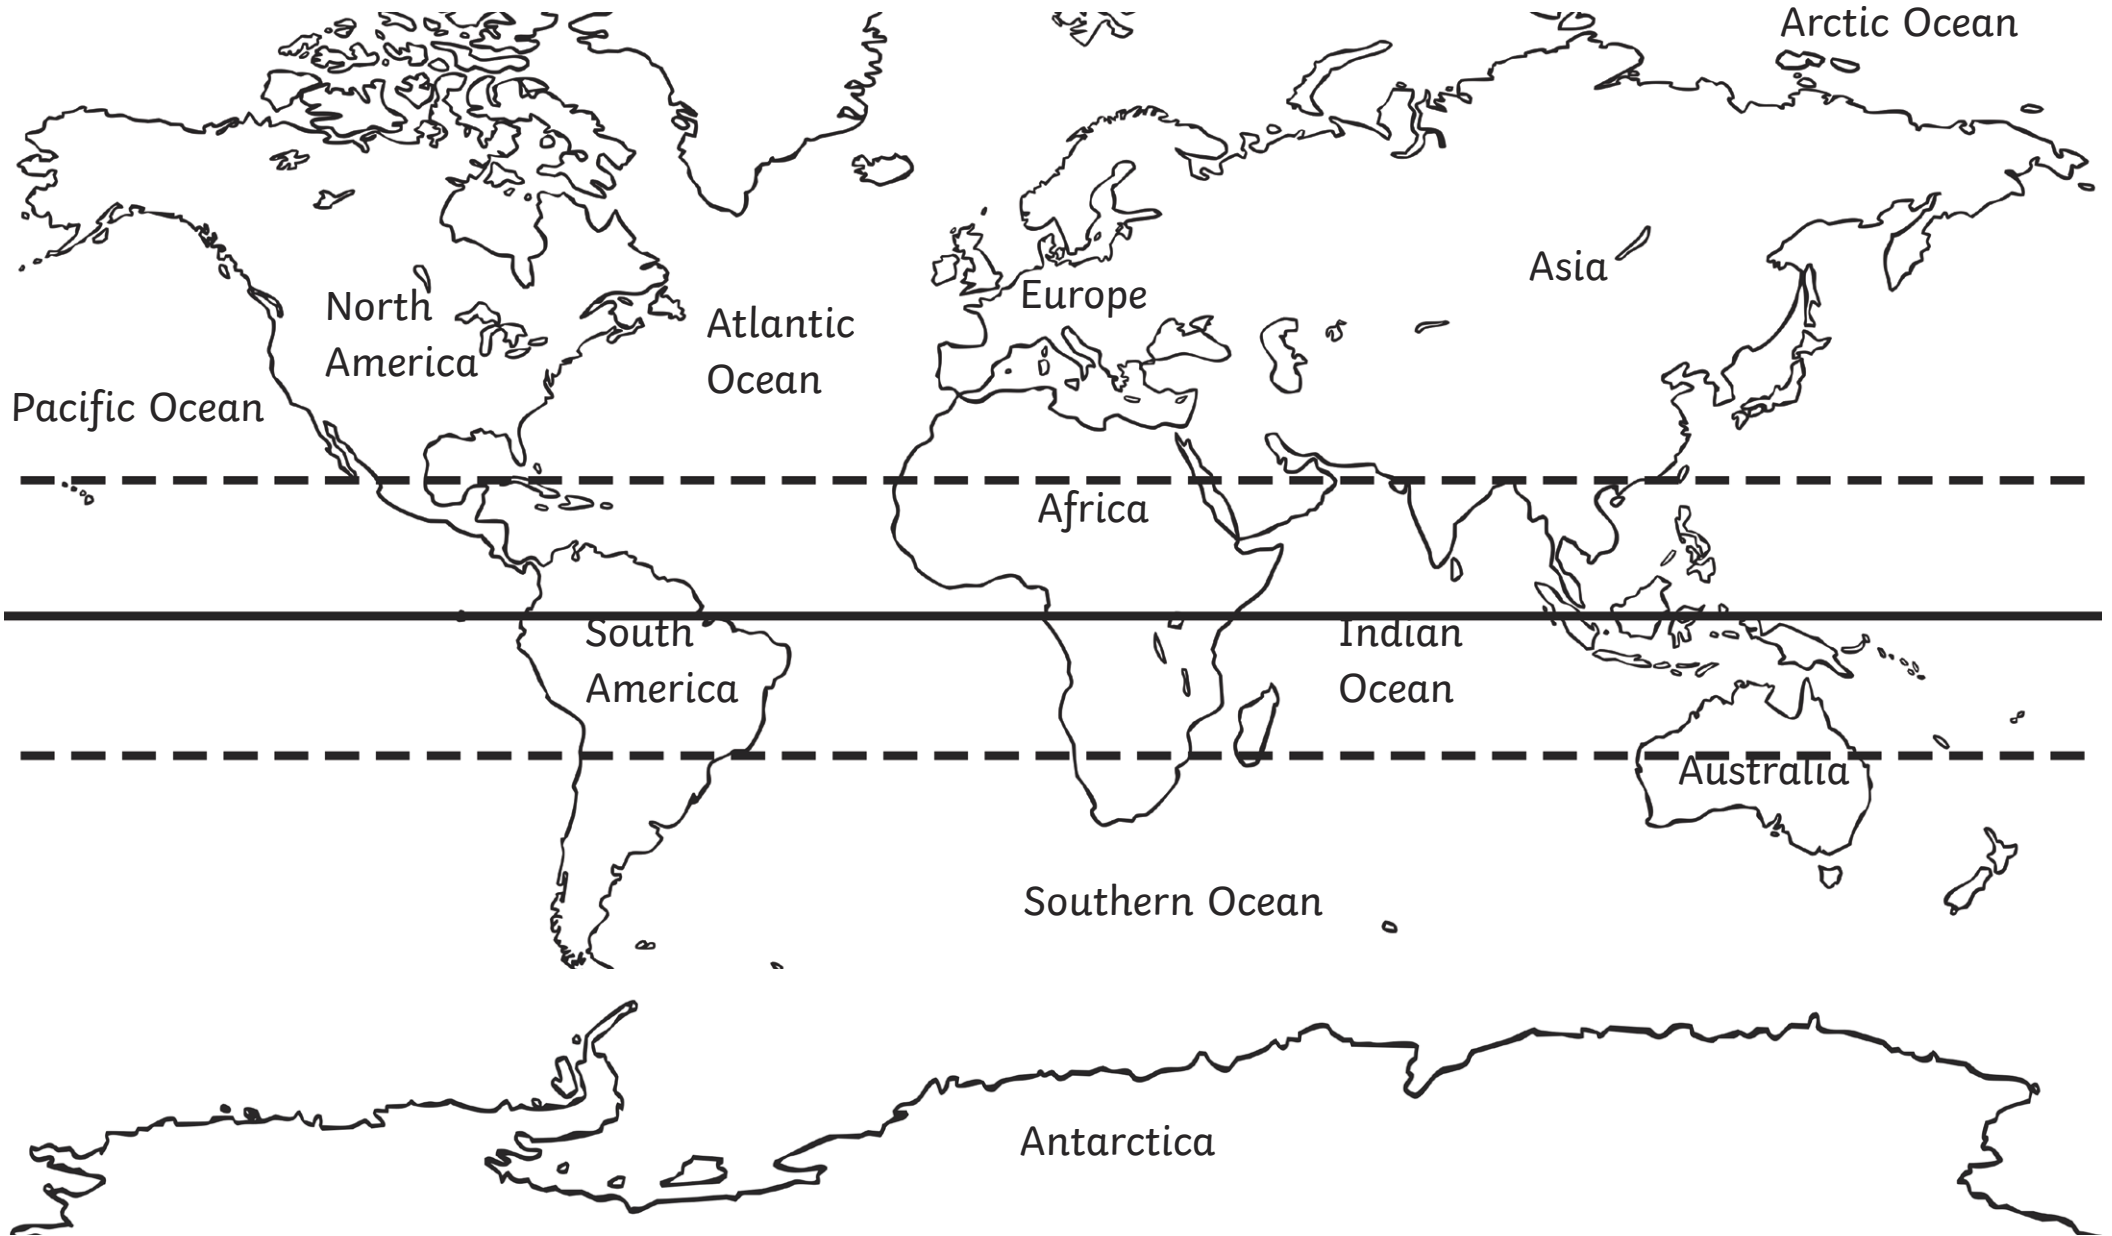 Arctic Ocean
Asia
Europe
North
America
Atlantic
Ocean
Pacific Ocean
Africa
South
America
Indian
Ocean
Australia
Southern Ocean
Antarctica